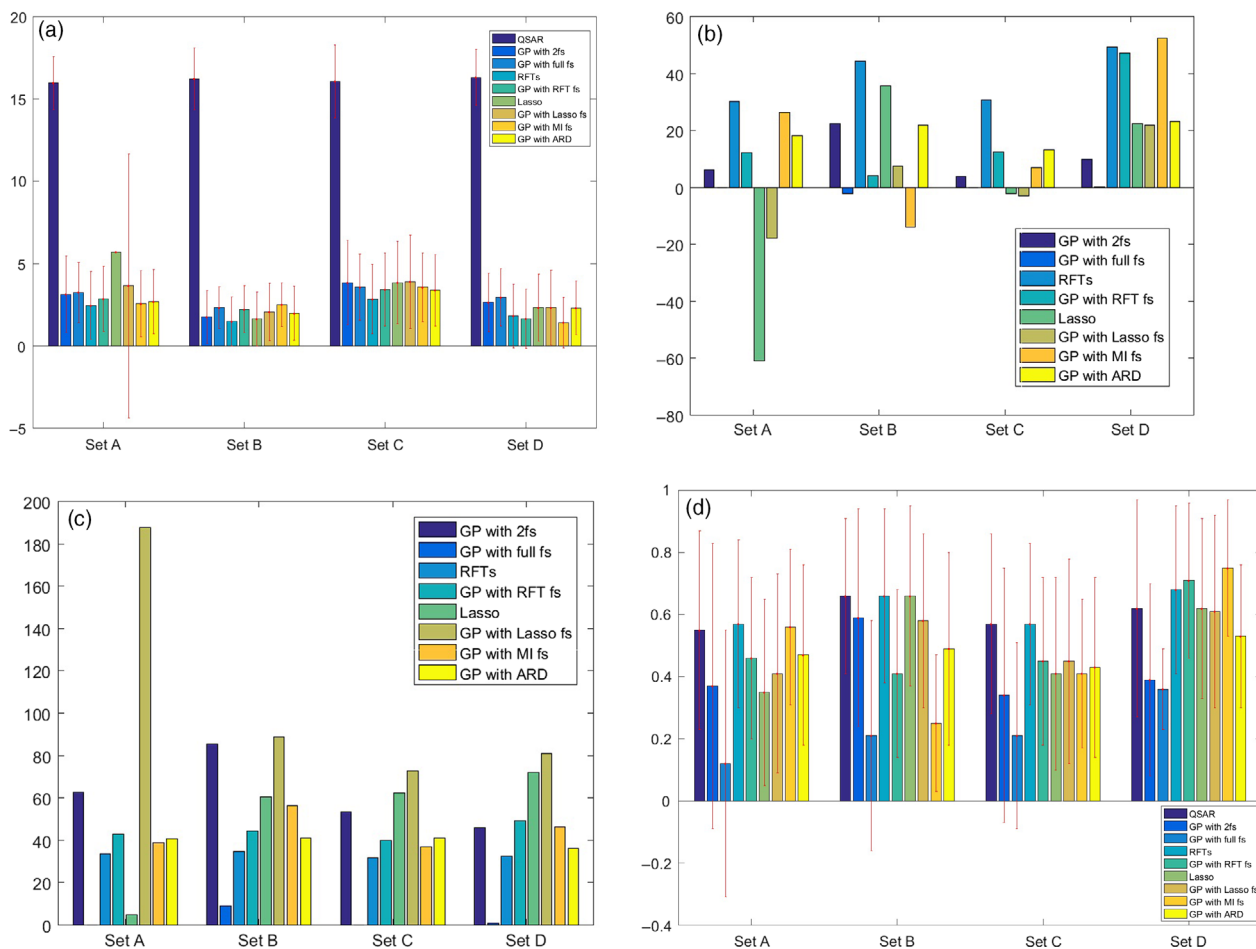 (a)
20
15
10
5
0
–5
QSAR
GP with 2fs
GP with full fs
RFTs
GP with RFT fs
Lasso
GP with Lasso fs
GP with MI fs
GP with ARD
Set A
Set B
Set C
Set D
(b)
60
40
20
0
–20
–40
–60
–80
GP with 2fs
GP with full fs
RFTs
GP with RFT fs
Lasso
GP with Lasso fs
GP with MI fs
GP with ARD
Set A
Set B
Set C
Set D
(c)
200
180
160
140
120
100
80
60
40
20
0
GP with 2fs
GP with full fs
RFTs
GP with RFT fs
Lasso
GP with Lasso fs
GP with MI fs
GP with ARD
Set A
Set B
Set C
Set D
(d)
1
0.8
0.6
0.4
0.2
0
–0.2
–0.4
QSAR
GP with 2fs
GP with full fs
RFTs
GP with RFT fs
Lasso
GP with Lasso fs
GP with MI fs
GP with ARD
Set A
Set B
Set C
Set D